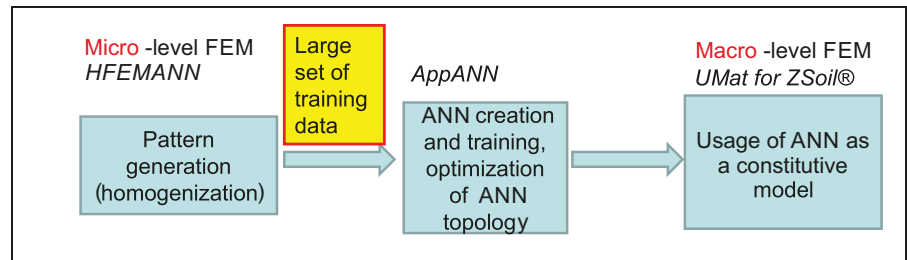 Micro -level FEM
HFEMANN
Pattern
generation
(homogenization)
Large
set of
training
data
AppANN
ANN creation
and training,
optimization
of ANN
topology
Macro -level FEM
UMat for ZSoil®
Usage of ANN as
a constitutive
model